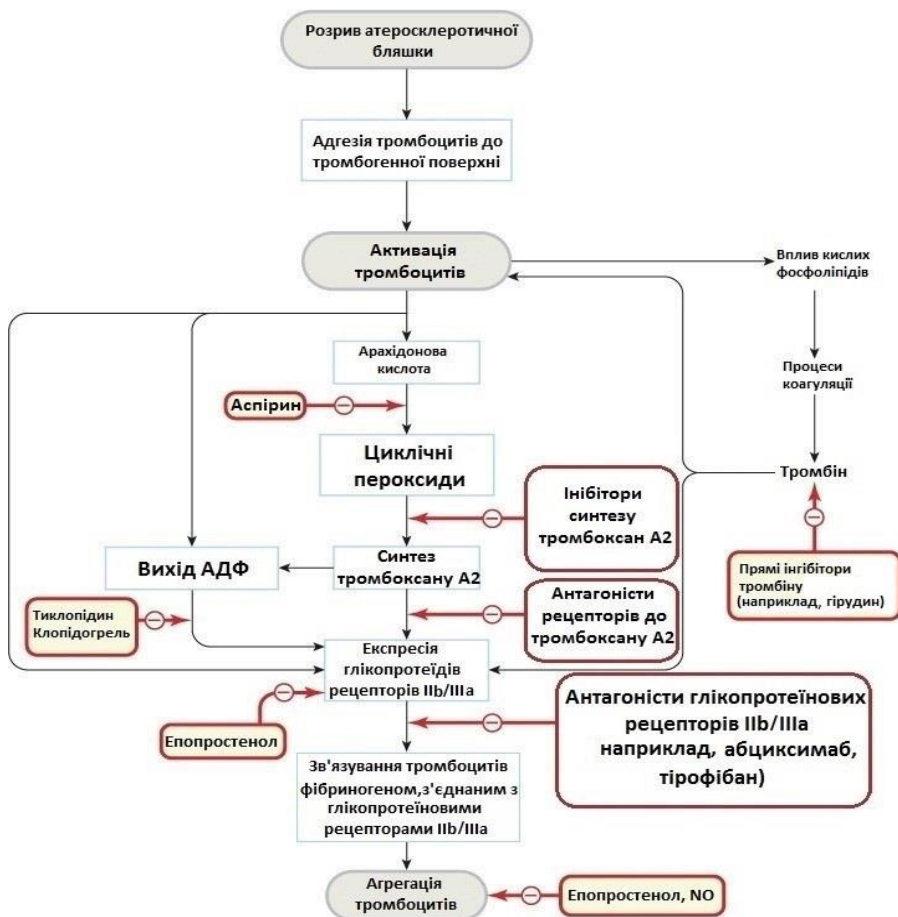 Розрив атеросклеротичної
бляшки
Адгезія тромбоцитів до
тромбогенної поверхні
Активація
тромбоцитів
Вплив кислих
фосфоліпідів
Арахідонова
кислота
Процеси
коагуляції
Аспірин
Циклічні
пероксиди
Тромбін
Інібітори
синтезу
тромбоксан А2
Вихід АДФ
Синтез
тромбоксану А2
Прямі інгібітори
тромбіну
(наприклад, гірудин)
Антагоністи
рецепторів до
тромбоксану А2
Тиклопідин
Клопідогрель
Експресія
глікопротеїдів
рецепторів IIb/IIIa
Епопростенол
Антагоністи глікопротеїнових
рецепторів IIb/IIIa
наприклад, абциксимаб,
тірофібан)
Зв'язування тромбоцитів
фібриногеном,з'єднаним з
глікопротеїновими
рецепторами IIb/IIIa
Агрегація
тромбоцитів
Епопростенол, NO